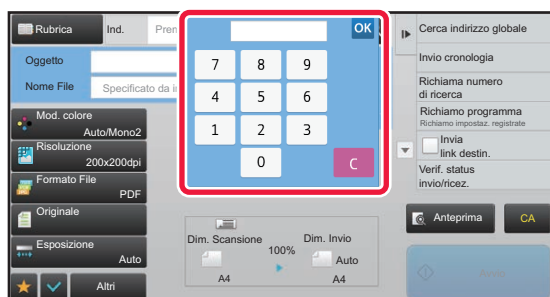 Rubrica
Ind.
OK
Cerca indirizzo globale
Oggetto
Invio cronologia
Nome File
Specificato da
7 8 9
4 5 6
1 2 3
0 C
Richiama numero
di ricerca
Richiamo programma
Richiamo impostaz. registrate
Invia
link destin.
Verif. status
invio/ricez.
Mod. colore
Auto/Mono2
Risoluzione
200x200dpi
Formato File
PDF
Originale
Esposizione
Auto
Altri
Dim. Scansione
100%
Dim. Invio
Auto
A4
A4
Anteprima
CA
Avvio